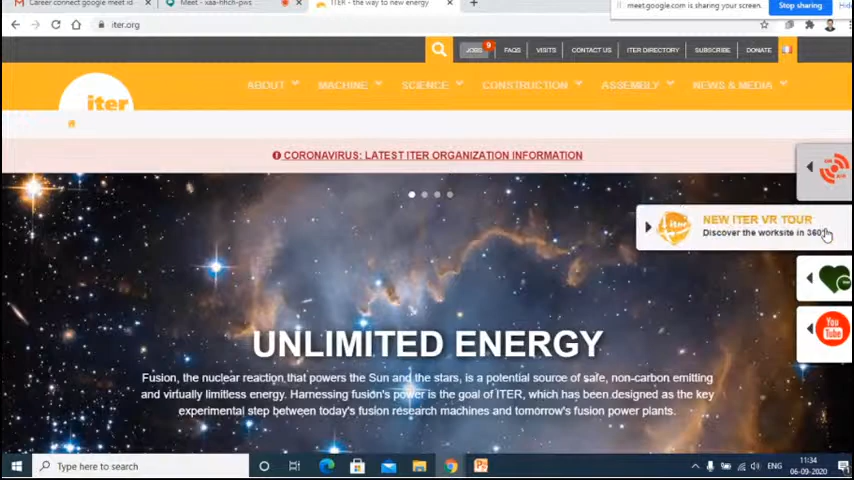 Career connect google meet id
Meet - xaa-hhch-pws
ITER - the way to new energy
meet.google.com is sharing your screen.
Stop sharing
Hide
iter.org
JOBS
9
FAQS
VISITS
CONTACT US
ITER DIRECTORY
SUBSCRIBE
DONATE
iter
ABOUT
MACHINE
SCIENCE
CONSTRUCTION
ASSEMBLY
NEWS & MEDIA
CORONAVIRUS: LATEST ITER ORGANIZATION INFORMATION
iter
NEW ITER VR TOUR
Discover the worksite in 360°
You
Tube
UNLIMITED ENERGY
Fusion, the nuclear reaction that powers the Sun and the stars, is a potential source of safe, non-carbon emitting
and virtually limitless energy. Harnessing fusion's power is the goal of ITER, which has been designed as the key
experimental step between today's fusion research machines and tomorrow's fusion power plants.
Type here to search
ENG
11:34
06-09-2020